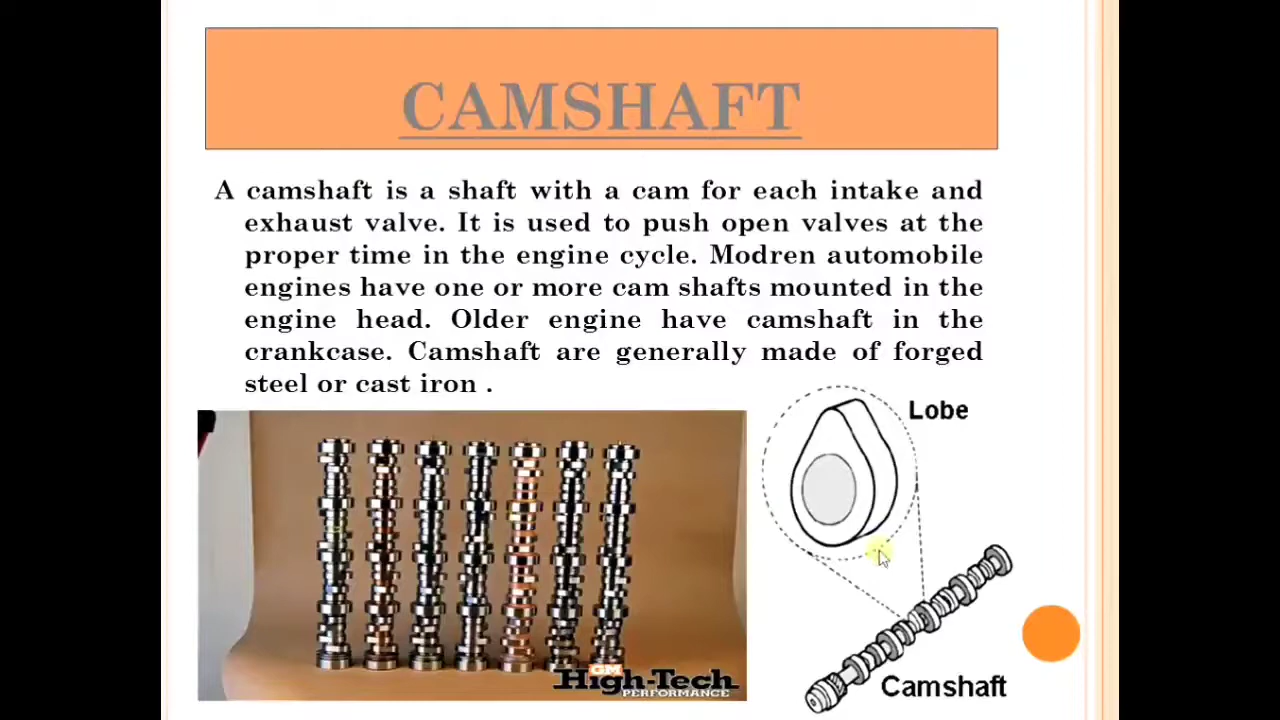 CAMSHAFT
A camshaft is a shaft with a cam for each intake and
exhaust valve. It is used to push open valves at the
proper time in the engine cycle. Modren automobile
engines have one or more cam shafts mounted in the
engine head. Older engine have camshaft in the
crankcase. Camshaft are generally made of forged
steel or cast iron .
Lobe
GM
High-Tech
PERFORMANCE
Camshaft